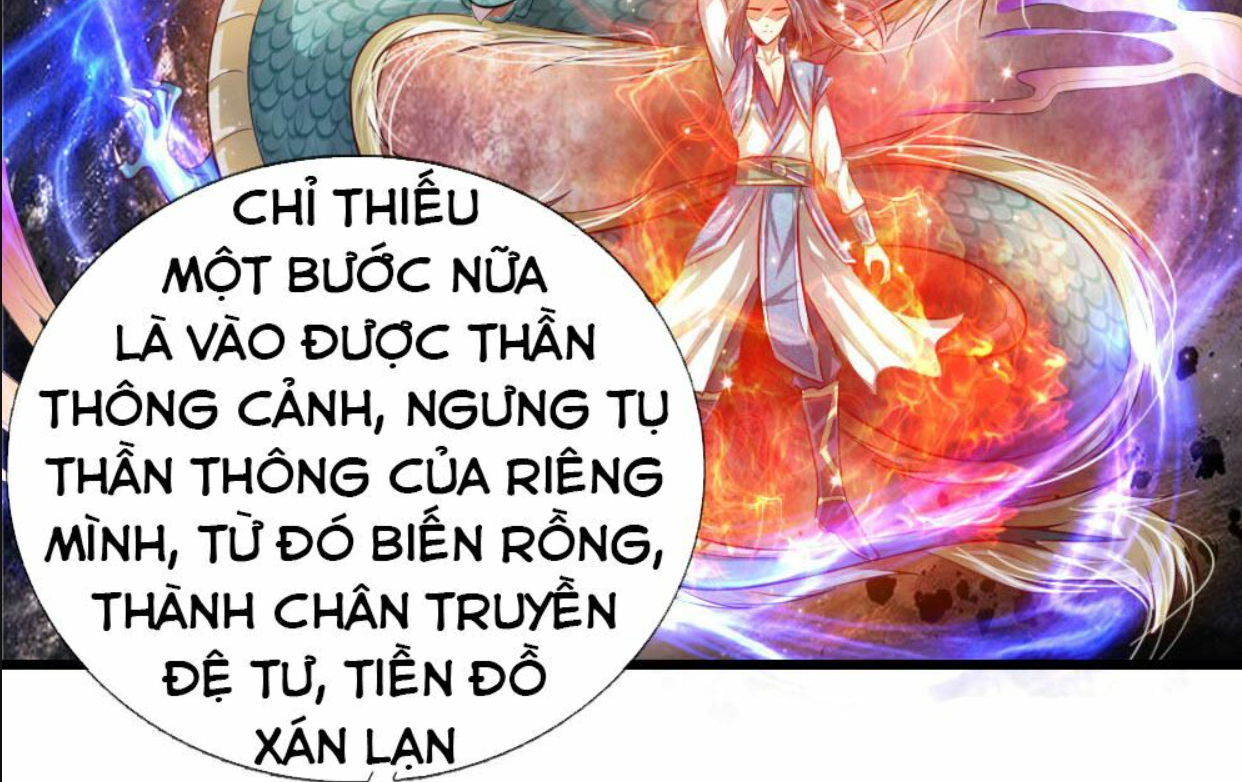 CHỈ THIẾU
MỘT BƯỚC NỮA
LÀ VÀO ĐƯỢC THẦN
THÔNG CẢNH, NGƯNG TỤ
THẦN THÔNG CỦA RIÊNG
MÌNH, TỪ ĐÓ BIẾN RỒNG,
THÀNH CHÂN TRUYỀN
ĐỆ TƯ, TIỀN ĐỒ
XÁN LẠN